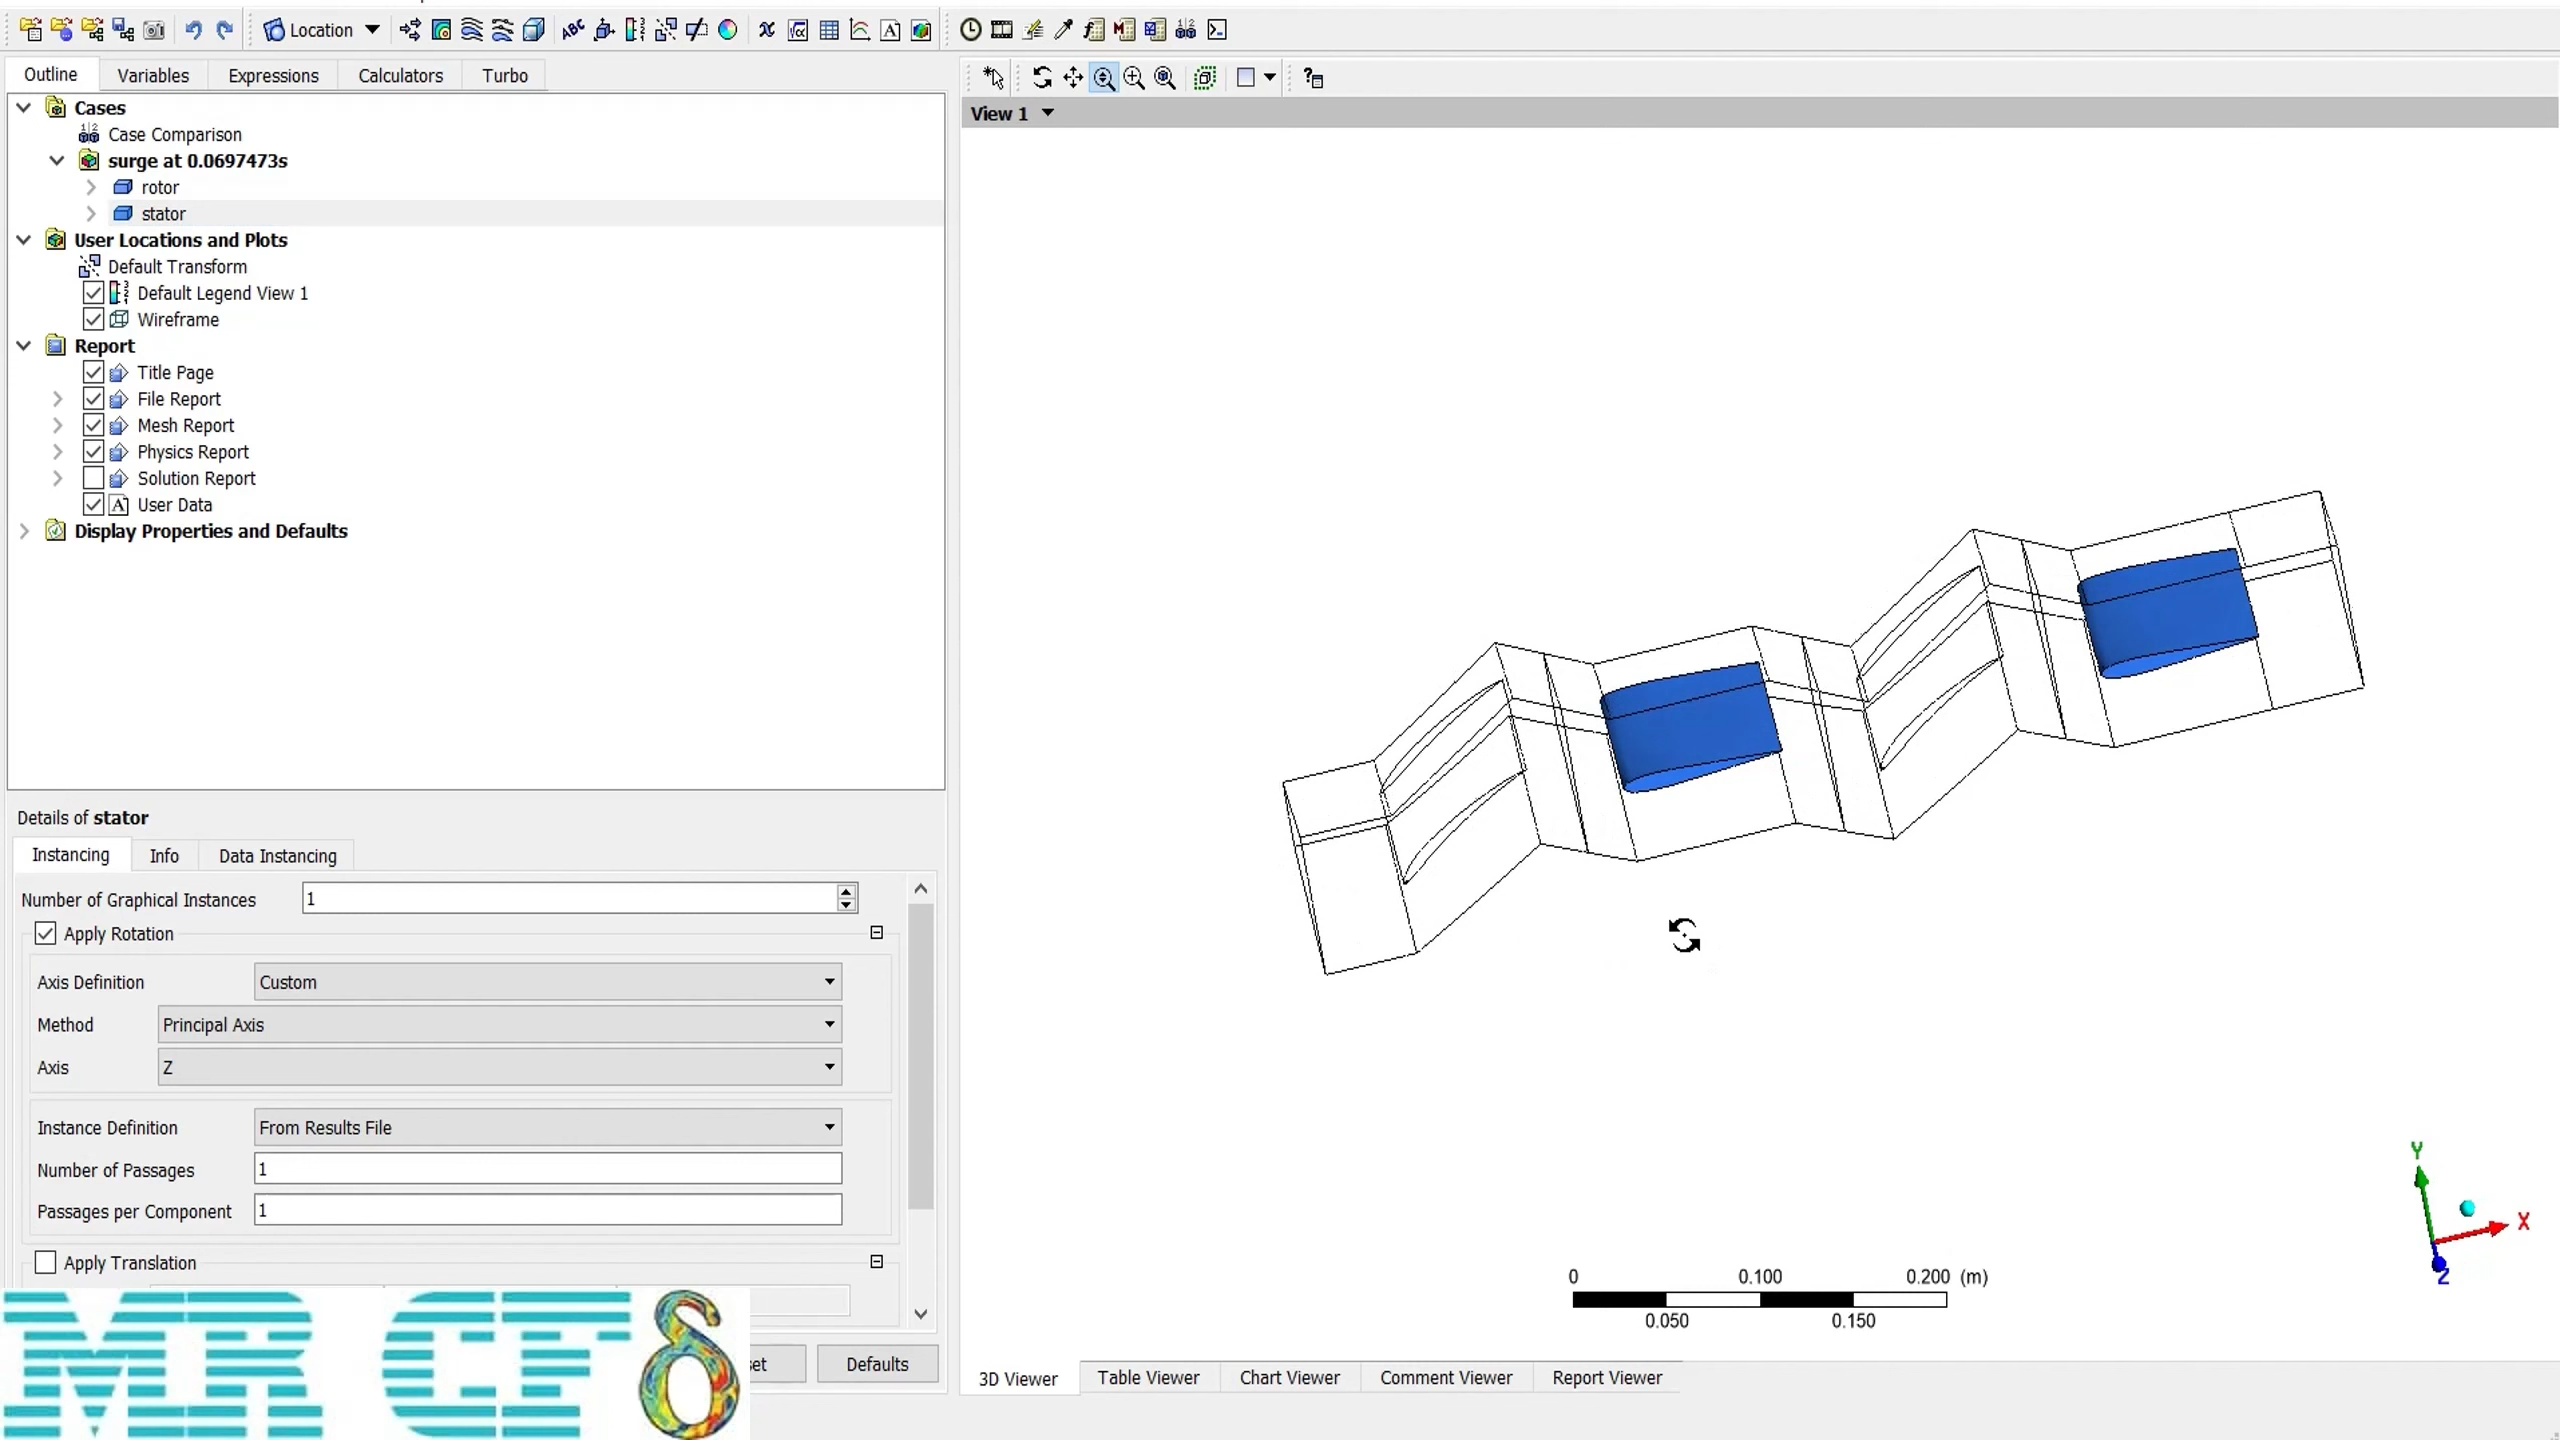 Location
Outline
Variables
Expressions
Calculators
Turbo
Cases
Case Comparison
surge at 0.0697473s
rotor
stator
User Locations and Plots
Default Transform
Default Legend View 1
Wireframe
Report
Title Page
File Report
Mesh Report
Physics Report
Solution Report
User Data
Display Properties and Defaults
Details of stator
Instancing
Info
Data Instancing
Number of Graphical Instances
1
Apply Rotation
Axis Definition
Custom
Method
Principal Axis
Axis
Z
Instance Definition
From Results File
Number of Passages
1
Passages per Component
1
Apply Translation
Defaults
MR CFδ
View 1
Y
X
Z
0 0.100 0.200 (m)
0.050 0.150
3D Viewer
Table Viewer
Chart Viewer
Comment Viewer
Report Viewer